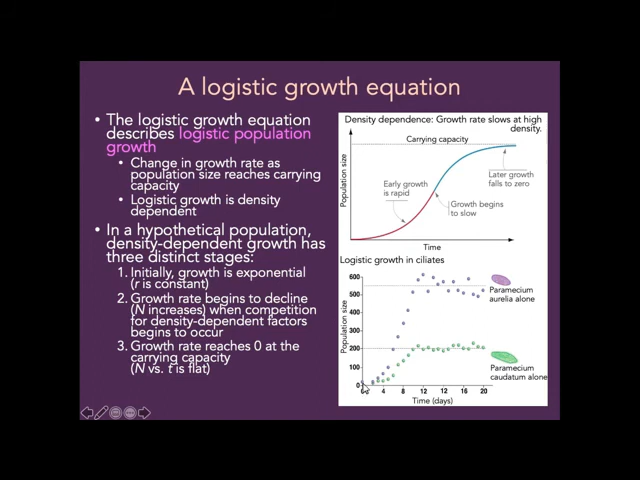 A logistic growth equation
• The logistic growth equation
describes logistic population
growth
• Change in growth rate as
population size reaches carrying
capacity
• Logistic growth is density
dependent
• In a hypothetical population,
density-dependent growth has
three distinct stages:
1. Initially, growth is exponential
(r is constant)
2. Growth rate begins to decline
(N increases) when competition
for density-dependent factors
begins to occur
3. Growth rate reaches 0 at the
carrying capacity
(N vs. t is flat)
Density dependence: Growth rate slows at high
density.
Carrying capacity
Population size
Early growth
is rapid
Later growth
falls to zero
Growth begins
to slow
Time
Logistic growth in ciliates
Population size
600
500
400
300
200
100
0
0 4 8 12 12 16 20
Time (days)
Paramecium
aurelia alone
Paramecium
caudatum alone